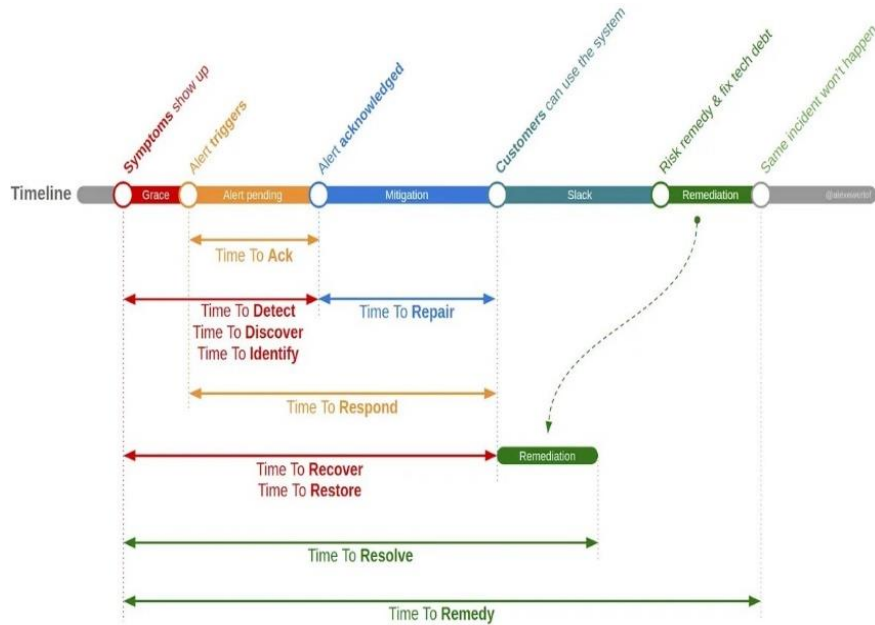 Symptoms show up
Alert triggers
Alert acknowledged
Customers can use the system
Risk remedy & fix tech debt
Same incident won't happen
Timeline
Grace
Alert pending
Mitigation
Slack
Remediation
Time To Ack
Time To Detect
Time To Discover
Time To Identify
Time To Repair
Time To Respond
Time To Recover
Time To Restore
Remediation
Time To Resolve
Time To Remedy